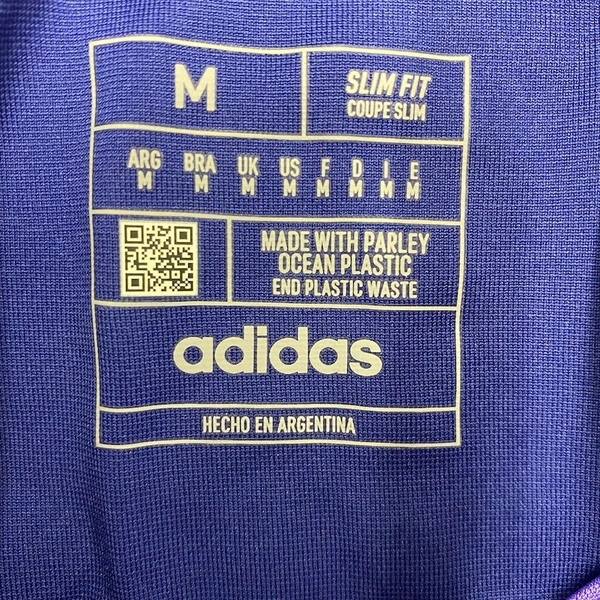 M
SLIM FIT
COUPE SLIM
ARG BRA UK US F D I E
M M M M M M M M
MADE WITH PARLEY
OCEAN PLASTIC
END PLASTIC WASTE
adidas
HECHO EN ARGENTINA